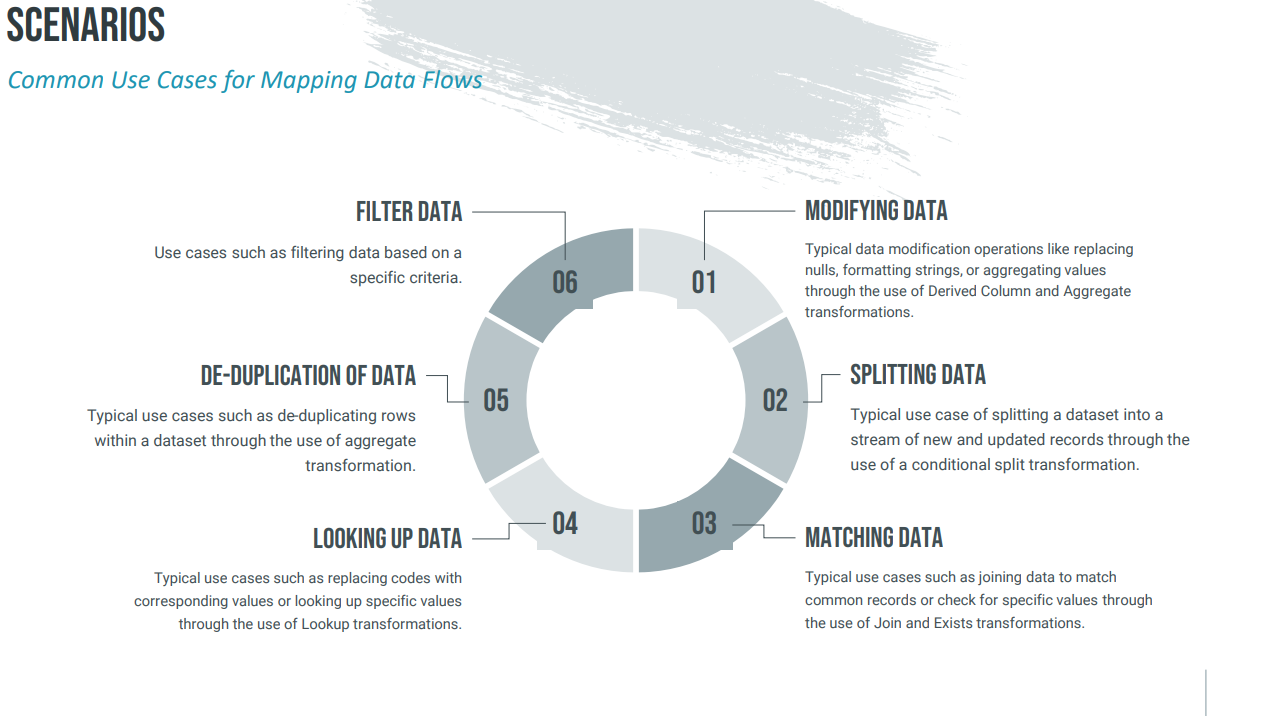 SCENARIOS
Common Use Cases for Mapping Data Flows
01
MODIFYING DATA
Typical data modification operations like replacing
nulls, formatting strings, or aggregating values
through the use of Derived Column and Aggregate
transformations.
02
SPLITTING DATA
Typical use case of splitting a dataset into a
stream of new and updated records through the
use of a conditional split transformation.
03
MATCHING DATA
Typical use cases such as joining data to match
common records or check for specific values through
the use of Join and Exists transformations.
04
LOOKING UP DATA
Typical use cases such as replacing codes with
corresponding values or looking up specific values
through the use of Lookup transformations.
05
DE-DUPLICATION OF DATA
Typical use cases such as de-duplicating rows
within a dataset through the use of aggregate
transformation.
06
FILTER DATA
Use cases such as filtering data based on a
specific criteria.